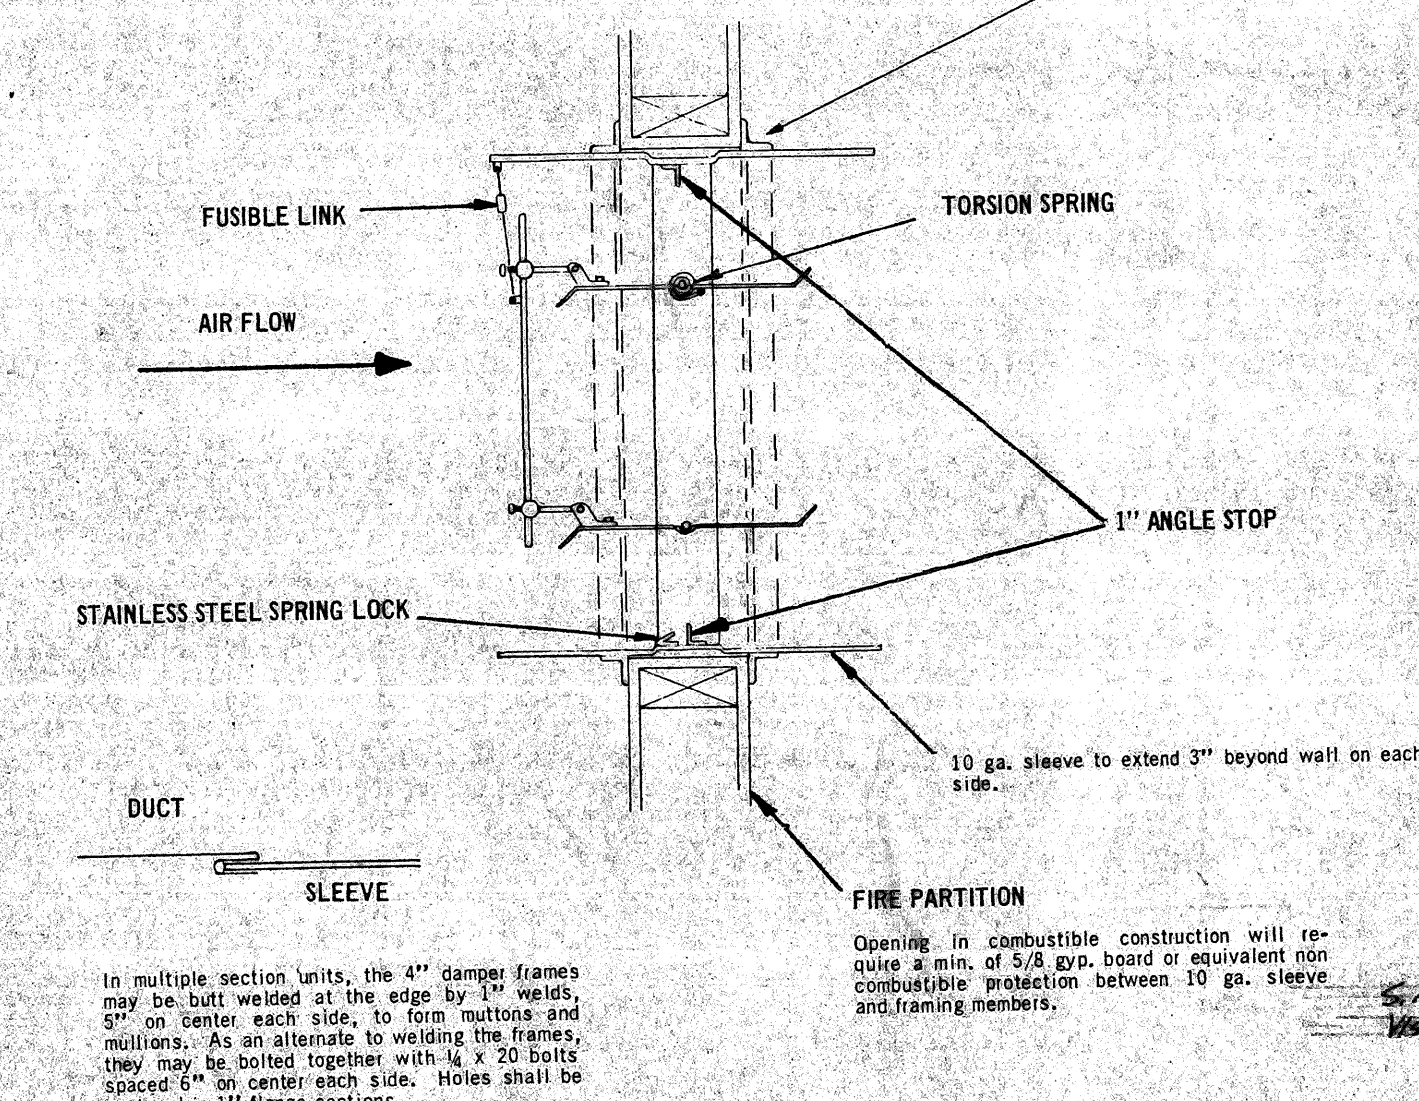 FUSIBLE LINK
TORSION SPRING
AIR FLOW
1" ANGLE STOP
STAINLESS STEEL SPRING LOCK
10 ga. sleeve to extend 3" beyond wall on each
side.
DUCT
SLEEVE
FIRE PARTITION
Opening in combustible construction will re-
quire a min. of 5/8 gyp. board or equivalent non
combustible protection between 10 ga. sleeve
and framing members.
In multiple section units, the 4" damper frames
may be butt welded at the edge by 1" welds,
5" on center each side, to form muttons and
mullions. As an alternate to welding the frames,
they may be bolted together with ¼ x 20 bolts
spaced 6" on center each side. Holes shall be